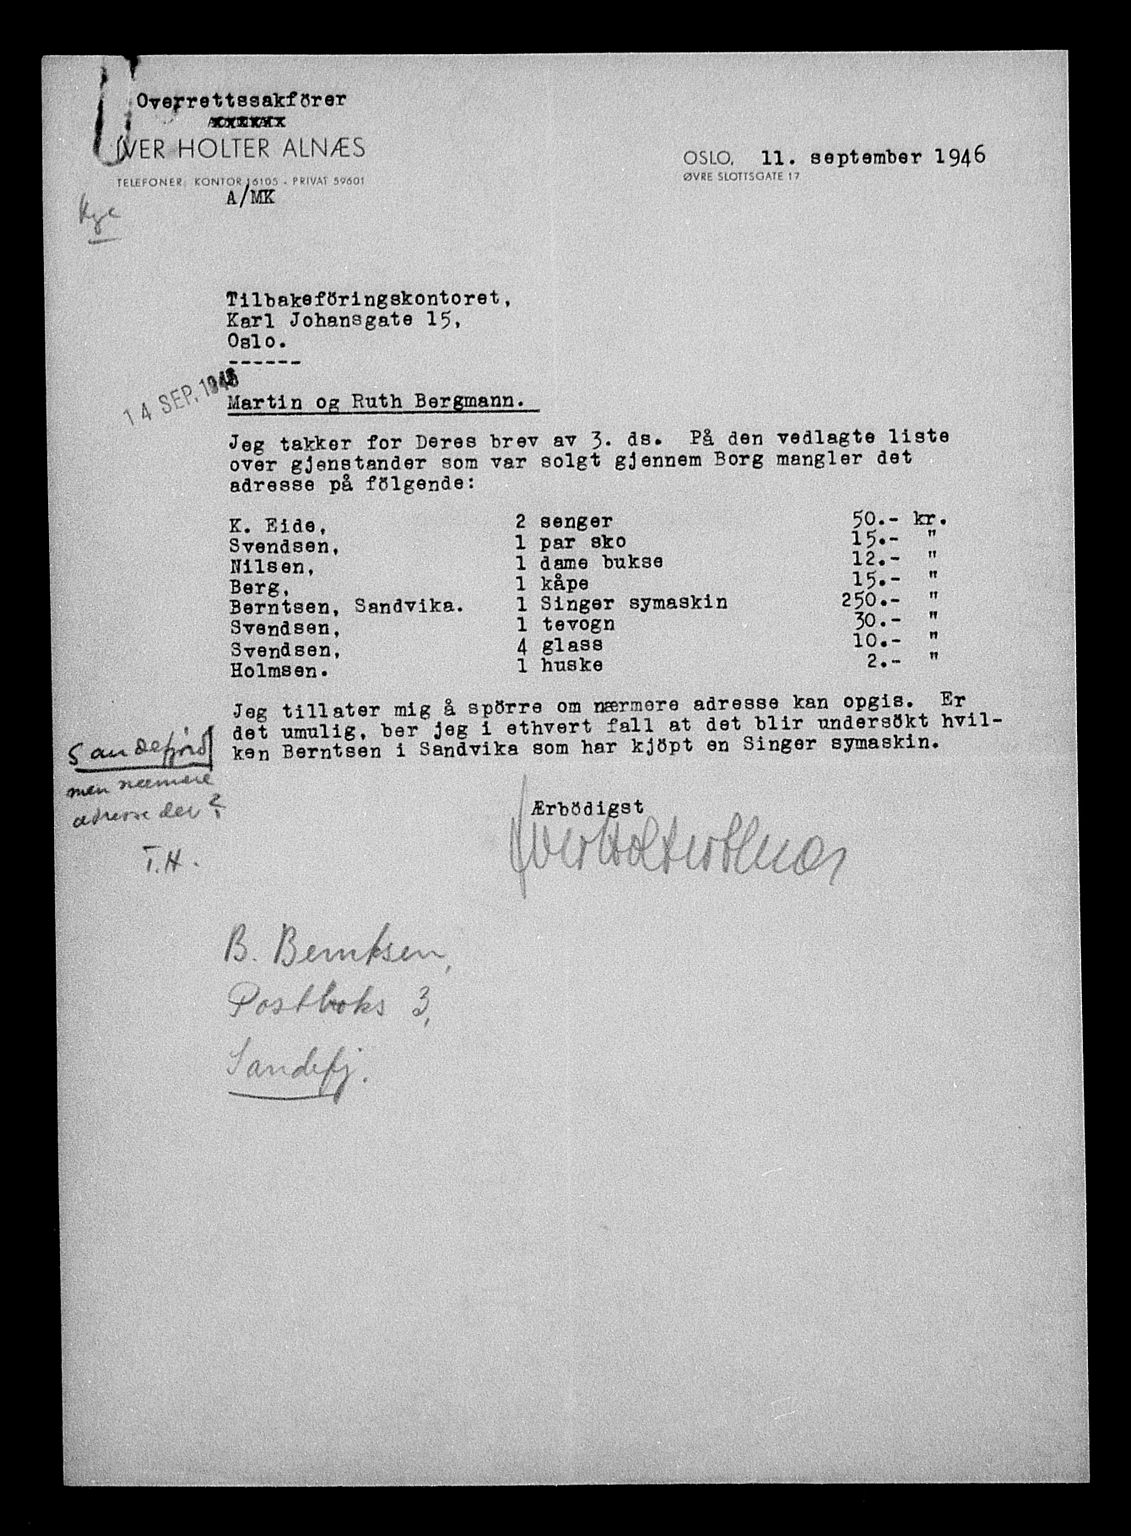 Overrettssakförer
IVER HOLTER ALNÆS
TELEFONER: KONTOR 16105 - PRIVAT 59601
A/MK
OSLO, 11. september 1946
ØVRE SLOTTSGATE 17
Tilbakeföringskontoret,
Karl Johansgate 15,
Oslo.
------
14 SEP. 1946
Martin og Ruth Bergmann.
Jeg takker for Deres brev av 3. ds. På den vedlagte liste
over gjenstander som var solgt gjennem Borg mangler det
adresse på fölgende:
K. Eide, 2 senger 50.- kr.
Svendsen, 1 par sko 15.- "
Nilsen, 1 dame bukse 12.- "
Berg, 1 kåpe 15.- "
Berntsen, Sandvika. 1 Singer symaskin 250.- "
Svendsen, 1 tevogn 30.- "
Svendsen, 4 glass 10.- "
Holmsen. 1 huske 2.- "
Jeg tillater mig å spörre om nærmere adresse kan opgis. Er
det umulig, ber jeg i ethvert fall at det blir undersökt hvil-
ken Berntsen i Sandvika som har kjöpt en Singer symaskin.
Sandefjord
men nærmere
adresse der?
T.H.
Ærbödigst
Iver Holter Alnæs
B. Berntsen,
Postboks 3,
Sandefj.